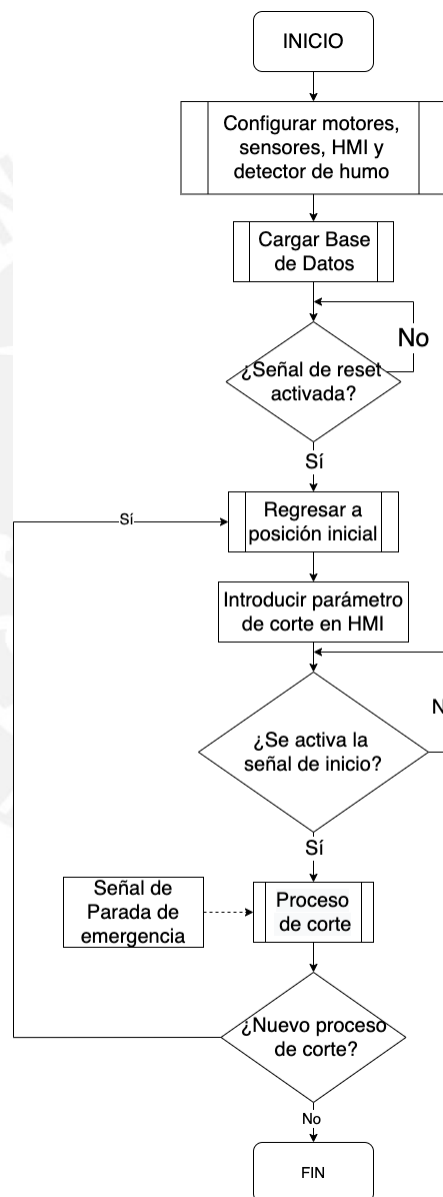 INICIO
Configurar motores,
sensores, HMI y
detector de humo
Cargar Base
de Datos
No
¿Señal de reset
activada?
Sí
Sí
Regresar a
posición inicial
Introducir parámetro
de corte en HMI
¿Se activa la
señal de inicio?
Sí
Señal de
Parada de
emergencia
Proceso
de corte
¿Nuevo proceso
de corte?
No
FIN